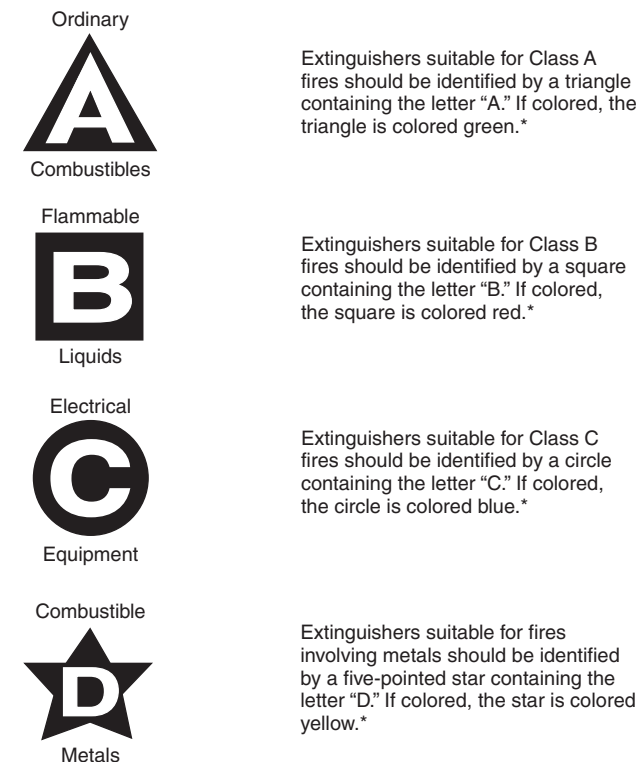 Ordinary
A
Combustibles
Extinguishers suitable for Class A
fires should be identified by a triangle
containing the letter “A.” If colored, the
triangle is colored green.*
Flammable
B
Liquids
Extinguishers suitable for Class B
fires should be identified by a square
containing the letter “B.” If colored,
the square is colored red.*
Electrical
C
Equipment
Extinguishers suitable for Class C
fires should be identified by a circle
containing the letter “C.” If colored,
the circle is colored blue.*
Combustible
D
Metals
Extinguishers suitable for fires
involving metals should be identified
by a five-pointed star containing the
letter “D.” If colored, the star is colored
yellow.*